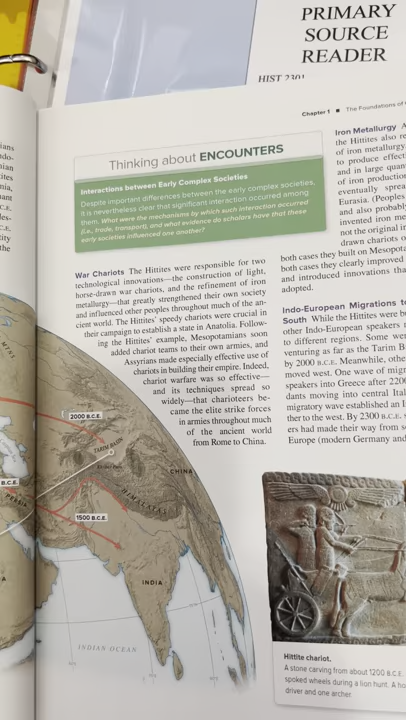 PRIMARY
SOURCE
READER
HIST 2301
Chapter 1 ■ The Foundations of
Thinking about ENCOUNTERS
Interactions between Early Complex Societies
Despite important differences between the early complex societies,
it is nevertheless clear that significant interaction occurred among
them. What were the mechanisms by which such interaction occurred
(i.e., trade, transport), and what evidence do scholars have that these
early societies influenced one another?
War Chariots The Hittites were responsible for two
technological innovations—the construction of light,
horse-drawn war chariots, and the refinement of iron
metallurgy—that greatly strengthened their own society
and influenced other peoples throughout much of the an-
cient world. The Hittites' speedy chariots were crucial in
their campaign to establish a state in Anatolia. Follow-
ing the Hittites' example, Mesopotamians soon
added chariot teams to their own armies, and
Assyrians made especially effective use of
chariots in building their empire. Indeed,
chariot warfare was so effective—
and its techniques spread so
widely—that charioteers be-
came the elite strike forces
in armies throughout much
of the ancient world
from Rome to China.
Iron Metallurgy
the Hittites also re
of iron metallurgy
to produce effect
and in large quan
of iron production
eventually sprea
Eurasia. (Peoples
and also probabl
invented iron me
not the original in
drawn chariots o
both cases they built on Mesopota
both cases they clearly improved
and introduced innovations tha
adopted.
Indo-European Migrations to
South While the Hittites were bu
other Indo-European speakers
to different regions. Some wer
venturing as far as the Tarim B
by 2000 B.C.E. Meanwhile, othe
moved west. One wave of migr
speakers into Greece after 2200
dants moving into central Ital
migratory wave established an I
ther to the west. By 2300 B.C.E. s
ers had made their way from s
Europe (modern Germany and
2000 B.C.E.
TARIM BASIN
CHINA
HIMALAYAS
PERSIA
B.C.E.
1500 B.C.E.
INDIA
INDIAN OCEAN
Hittite chariot.
A stone carving from about 1200 B.C.E.
spoked wheels during a lion hunt. A ho
driver and one archer.